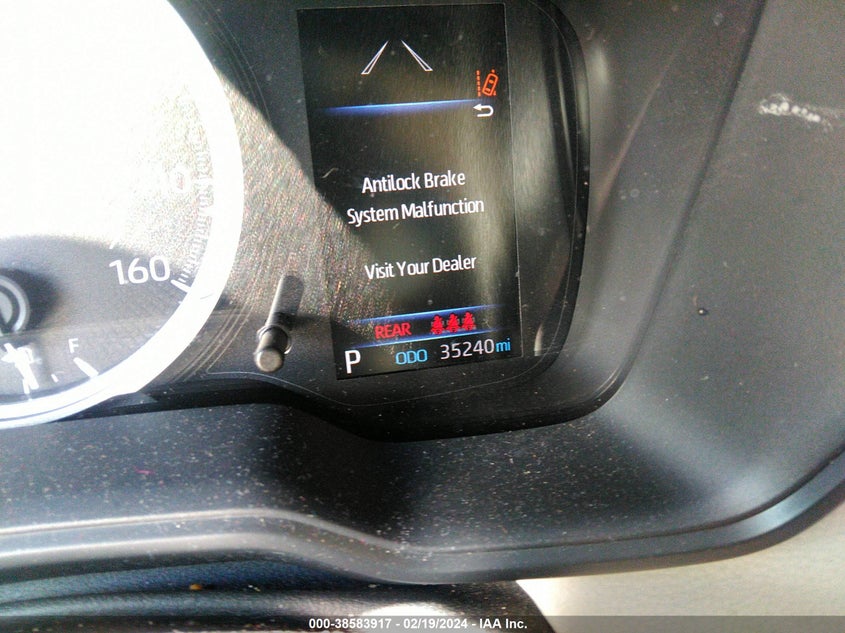 Antilock Brake
System Malfunction
Visit Your Dealer
160
REAR
F
P ODO 35240 mi
000-38583917 - 02/19/2024 - IAA Inc.